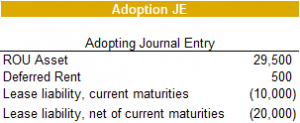 Adoption JE
Adopting Journal Entry
ROU Asset 29,500
Deferred Rent 500
Lease liability, current maturities (10,000)
Lease liability, net of current maturities (20,000)